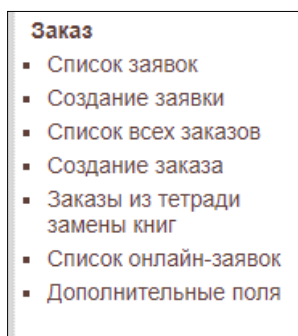 Заказ
▪ Список заявок
▪ Создание заявки
▪ Список всех заказов
▪ Создание заказа
▪ Заказы из тетради
замены книг
▪ Список онлайн-заявок
▪ Дополнительные поля